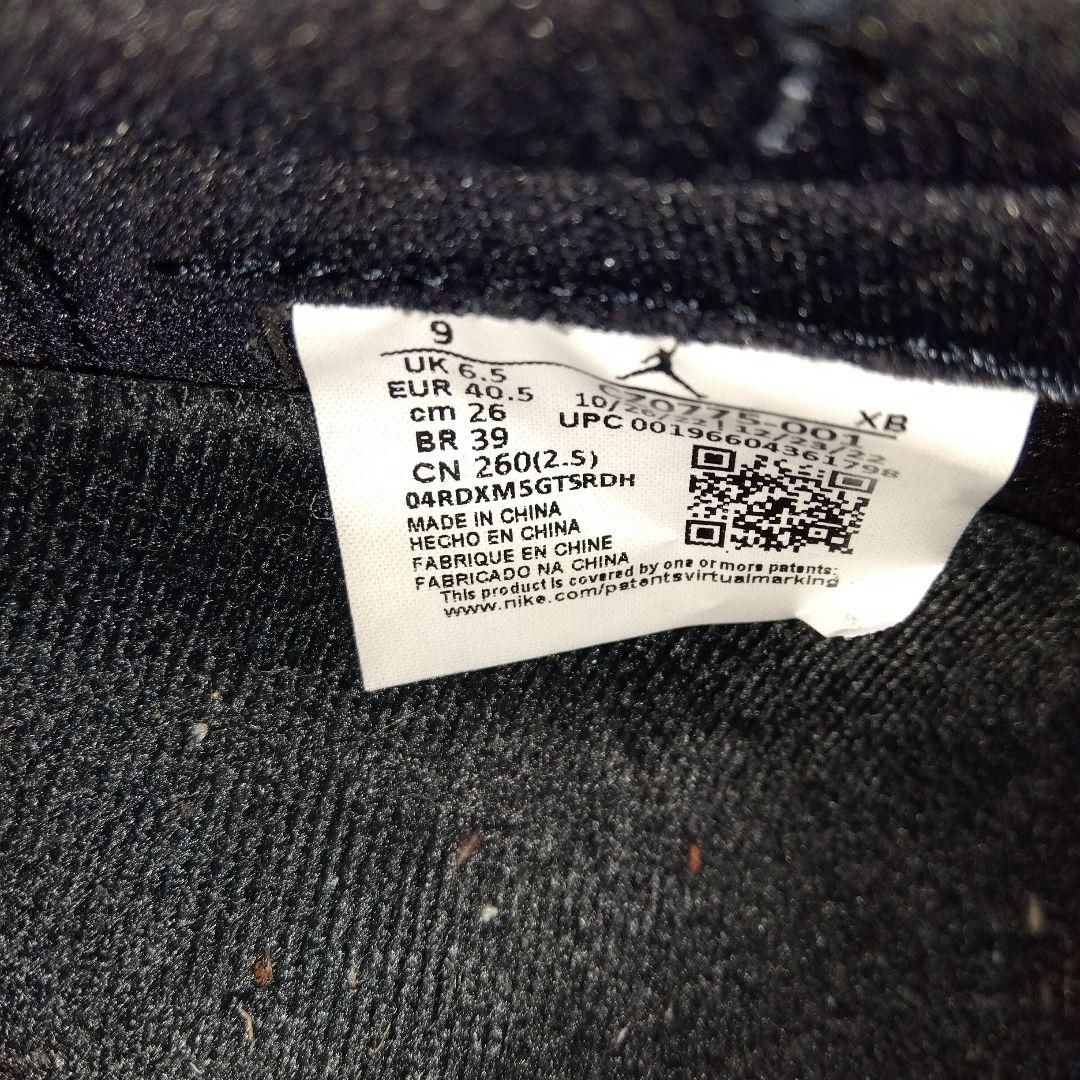 9
UK 6.5
EUR 40.5
cm 26
BR 39
CN 260(2.5)
XB
UPC 00196604361798
04RDXM5GTSRDH
MADE IN CHINA
HECHO EN CHINA
FABRIQUE EN CHINE
FABRICADO NA CHINA
This product is covered by one or more patents:
www.nike.com/patentsvirtualmarking